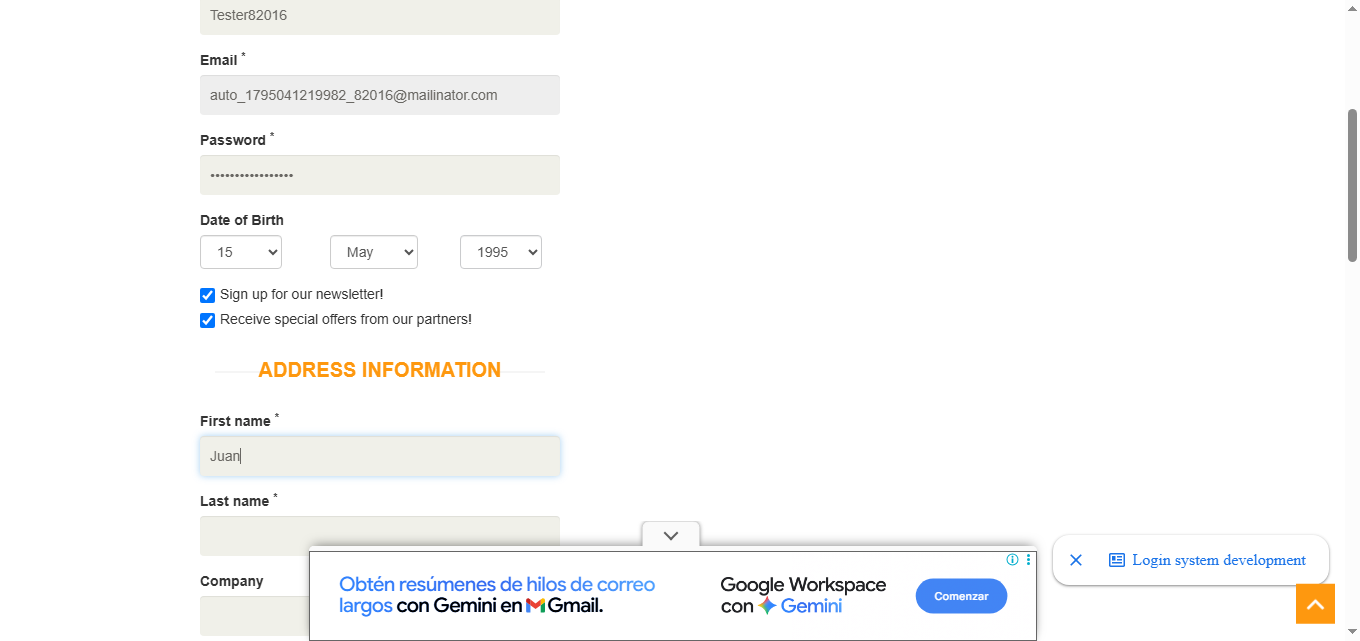 Tester82016
Email *
auto_1795041219982_82016@mailinator.com
Password *
•••••••••••••••••
Date of Birth
15 May 1995
Sign up for our newsletter!
Receive special offers from our partners!
ADDRESS INFORMATION
First name *
Juan
Last name *
Company
Obtén resúmenes de hilos de correo
largos con Gemini en Gmail.
Google Workspace
con Gemini
Comenzar
Login system development